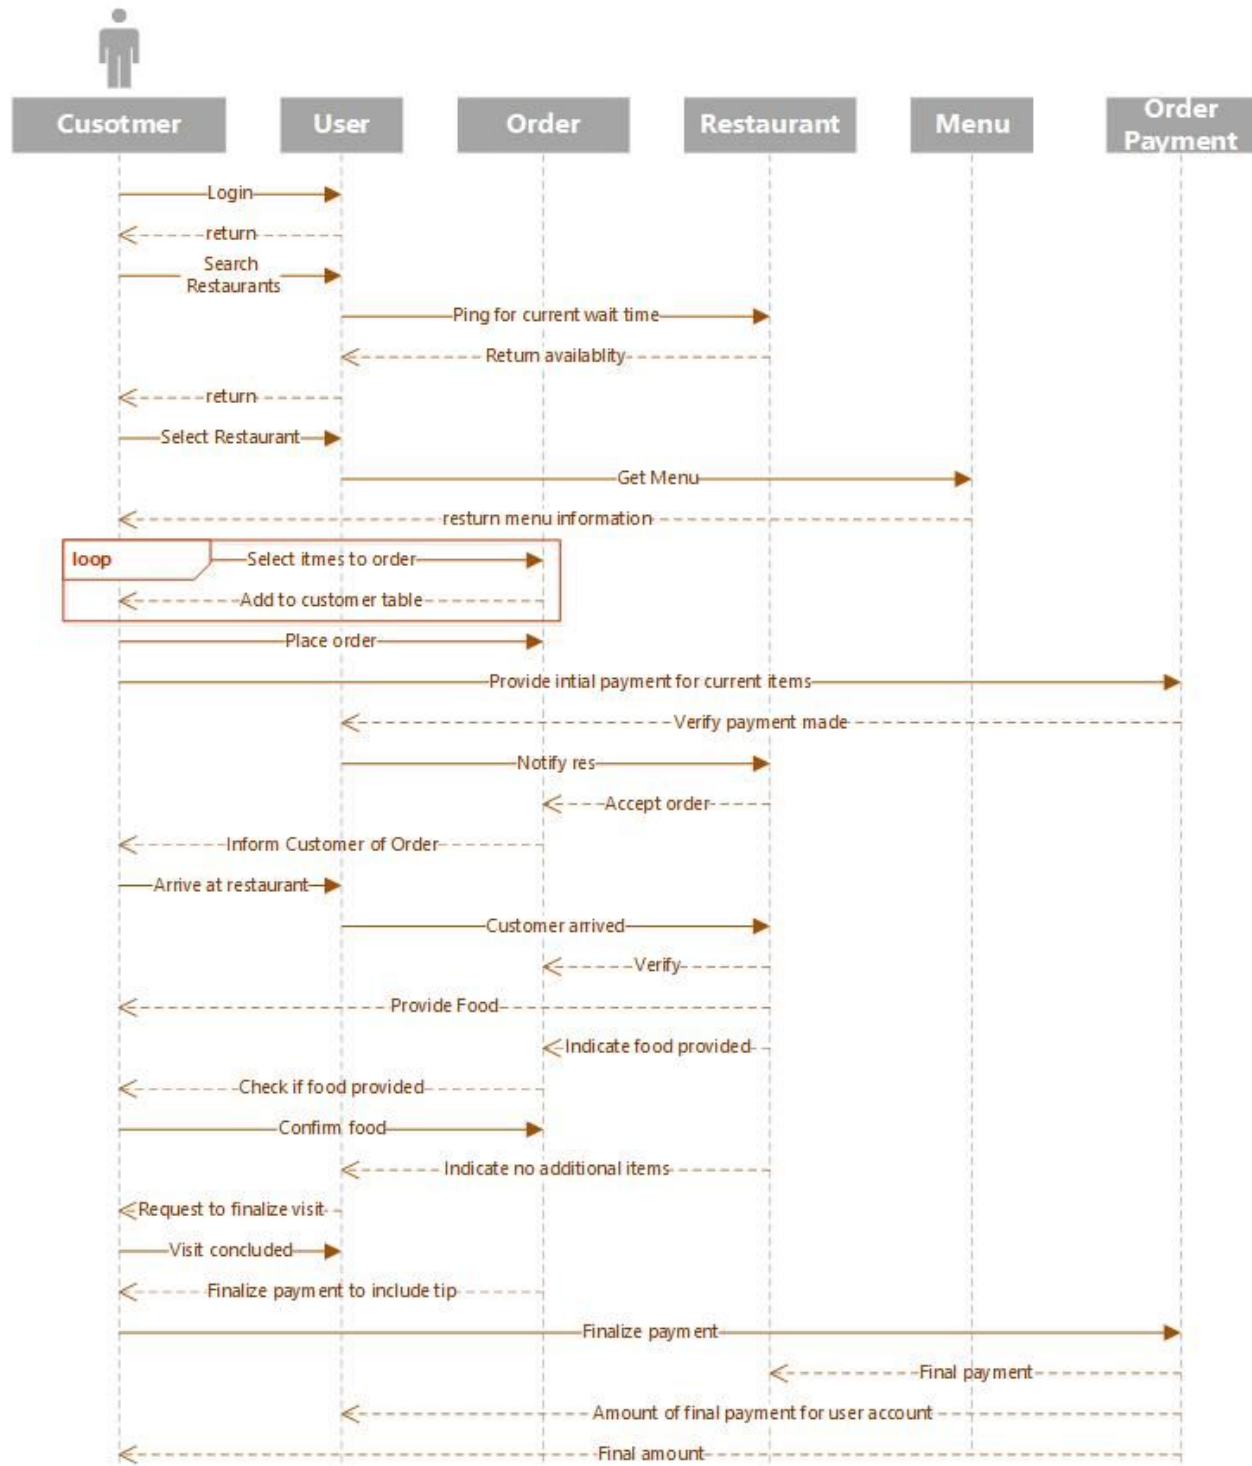 Cusotmer
User
Order
Restaurant
Menu
Order
Payment
Login
return
Search
Restaurants
Ping for current wait time
Return availablity
return
Select Restaurant
Get Menu
resturn menu information
loop
Select itmes to order
Add to customer table
Place order
Provide intial payment for current items
Verify payment made
Notify res
Accept order
Inform Customer of Order
Arrive at restaurant
Customer arrived
Verify
Provide Food
Indicate food provided
Check if food provided
Confirm food
Indicate no additional items
Request to finalize visit
Visit concluded
Finalize payment to include tip
Finalize payment
Final payment
Amount of final payment for user account
Final amount